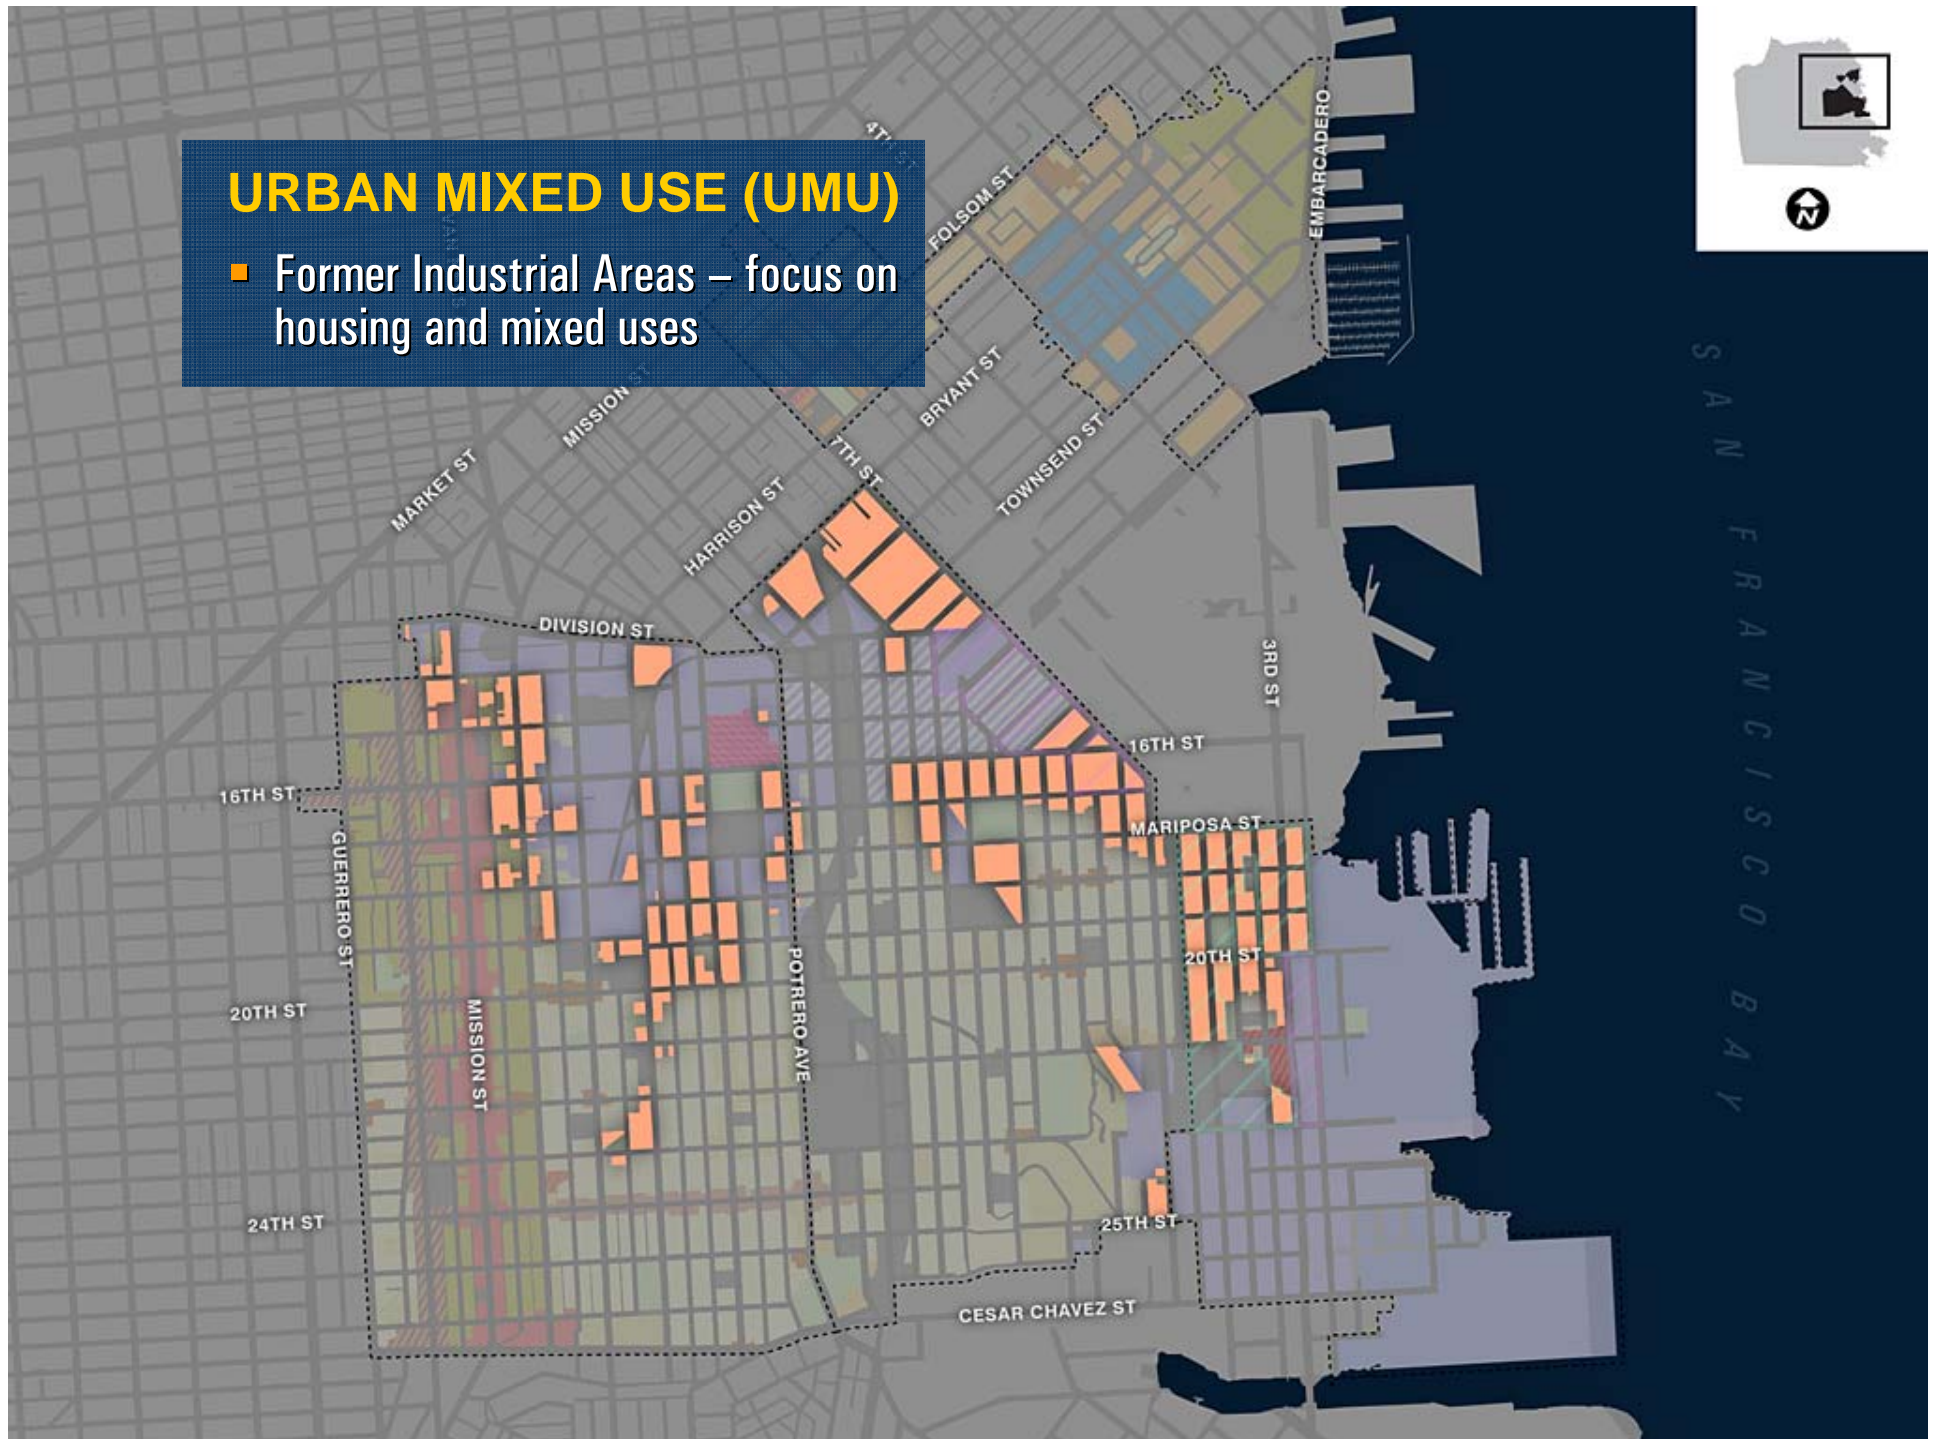 URBAN MIXED USE (UMU)
▪ Former Industrial Areas – focus on
housing and mixed uses
4TH ST
FOLSOM ST
EMBARCADERO
N
MISSION ST
BRYANT ST
MARKET ST
7TH ST
TOWNSEND ST
HARRISON ST
DIVISION ST
3RD ST
16TH ST
16TH ST
MARIPOSA ST
GUERRERO ST
POTRERO AVE
20TH ST
20TH ST
MISSION ST
24TH ST
25TH ST
CESAR CHAVEZ ST
SAN FRANCISCO BAY